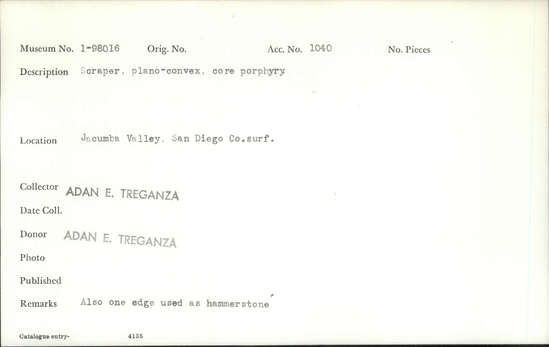 Museum No. 1-98016 Orig. No. Acc. No. 1040 No. Pieces
Description Scraper, plano-convex, core porphyry
Location Jacumba Valley, San Diego Co.surf.
Collector ADAN E. TREGANZA
Date Coll.
Donor ADAN E. TREGANZA
Photo
Published
Remarks Also one edge used as hammerstone
Catalogue entry- 4135